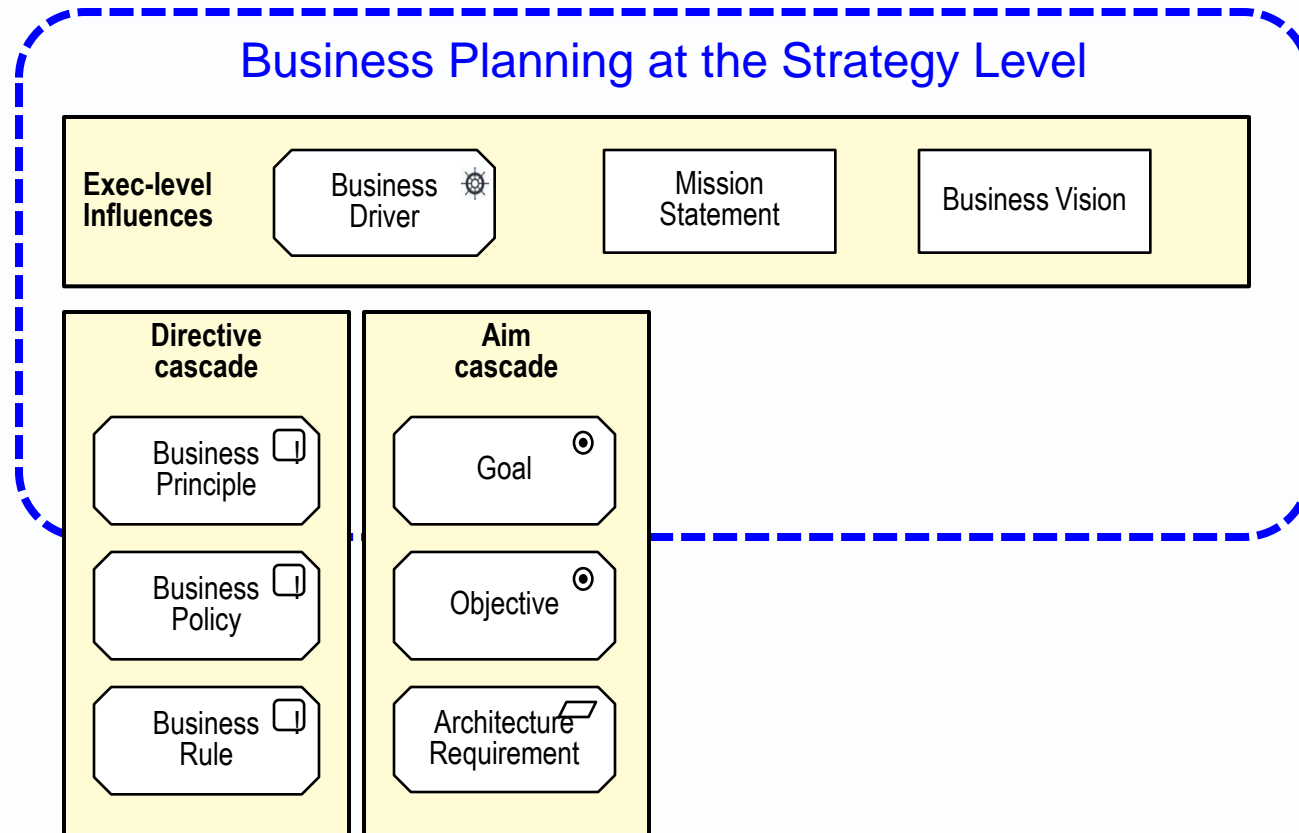 Business Planning at the Strategy Level
Exec-level
Influences
Business
Driver
Mission
Statement
Business Vision
Directive
cascade
Business
Principle
Business
Policy
Business
Rule
Aim
cascade
Goal
Objective
Architecture
Requirement